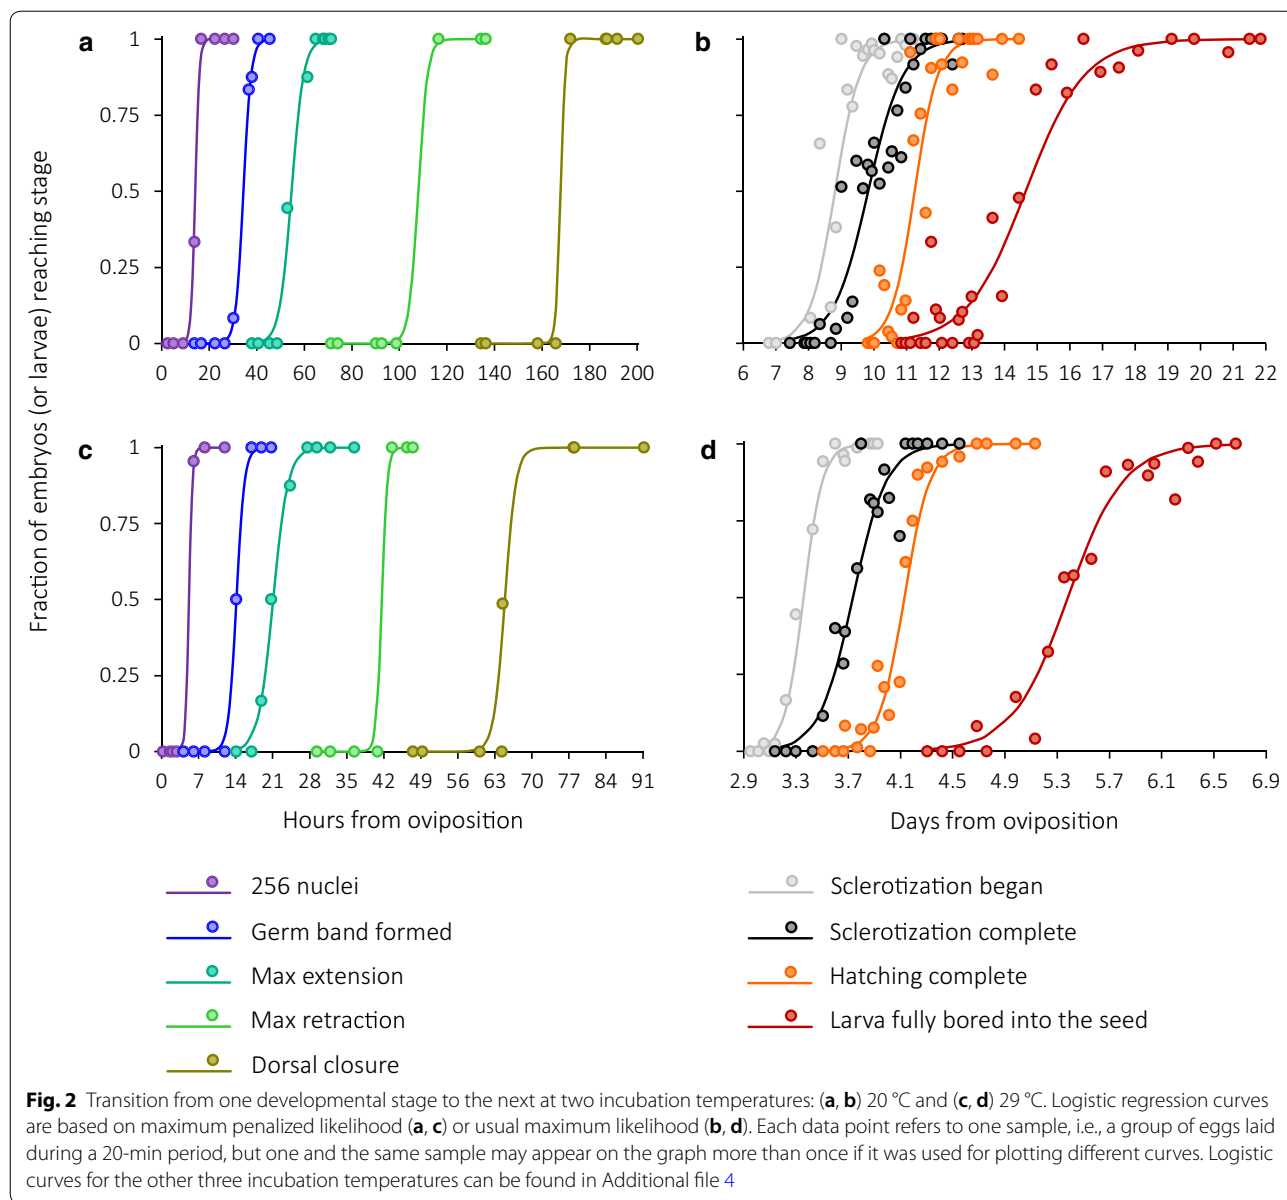 Fraction of embryos (or larvae) reaching stage
a
1
0.75
0.5
0.25
0
0 20 40 60 80 100 120 140 160 180 200
b
6 7 8 9 10 11 12 13 14 15 16 17 18 19 20 21 22
c
1
0.75
0.5
0.25
0
0 7 14 21 28 35 42 49 56 63 70 77 84 91
Hours from oviposition
d
2.9 3.3 3.7 4.1 4.5 4.9 5.3 5.7 6.1 6.5 6.9
Days from oviposition
256 nuclei
Germ band formed
Max extension
Max retraction
Dorsal closure
Sclerotization began
Sclerotization complete
Hatching complete
Larva fully bored into the seed
Fig. 2 Transition from one developmental stage to the next at two incubation temperatures: (a, b) 20 °C and (c, d) 29 °C. Logistic regression curves
are based on maximum penalized likelihood (a, c) or usual maximum likelihood (b, d). Each data point refers to one sample, i.e., a group of eggs laid
during a 20-min period, but one and the same sample may appear on the graph more than once if it was used for plotting different curves. Logistic
curves for the other three incubation temperatures can be found in Additional file 4